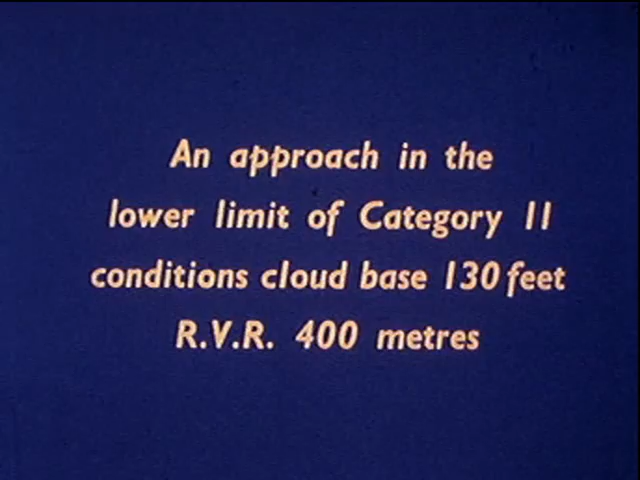 An approach in the
lower limit of Category II
conditions cloud base 130 feet
R.V.R. 400 metres